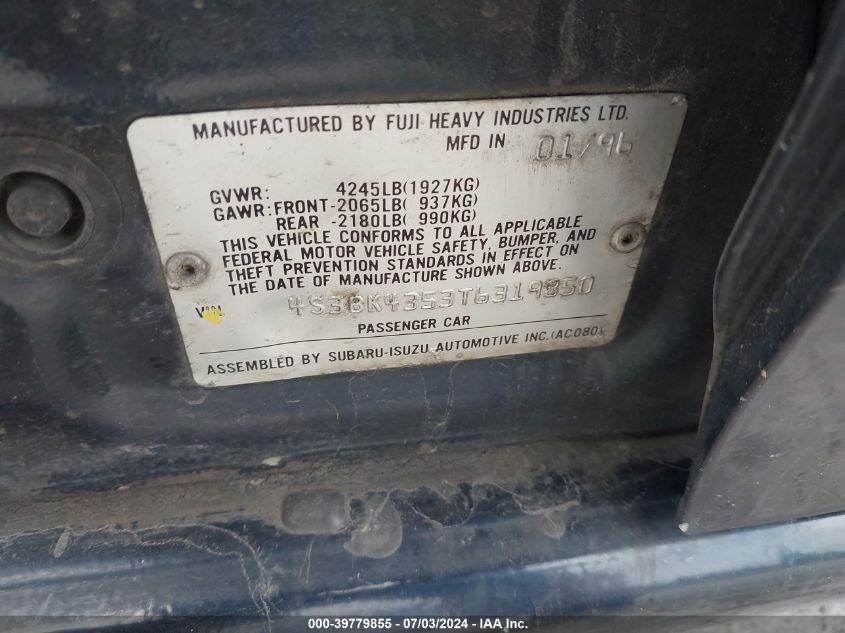 MANUFACTURED BY FUJI HEAVY INDUSTRIES LTD.
MFD IN 01/96
GVWR: 4245LB(1927KG)
GAWR:FRONT-2065LB( 937KG)
REAR -2180LB( 990KG)
THIS VEHICLE CONFORMS TO ALL APPLICABLE
FEDERAL MOTOR VEHICLE SAFETY, BUMPER, AND
THEFT PREVENTION STANDARDS IN EFFECT ON
THE DATE OF MANUFACTURE SHOWN ABOVE.
VIN 4S3BK4353T6319850
PASSENGER CAR
ASSEMBLED BY SUBARU-ISUZU AUTOMOTIVE INC.(AC080)
000-39779855 - 07/03/2024 - IAA Inc.